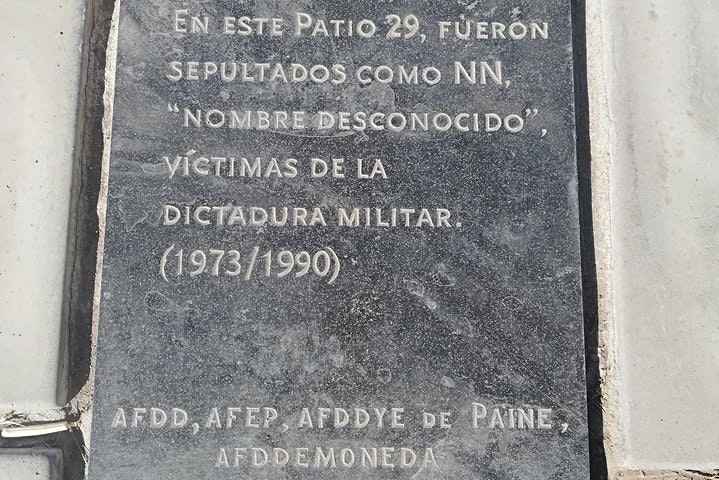 En este Patio 29, fueron
sepultados como NN,
"nombre desconocido",
víctimas de la
dictadura militar.
(1973/1990)
AFDD, AFEP, AFDDYE de Paine,
AFDDEMONEDA